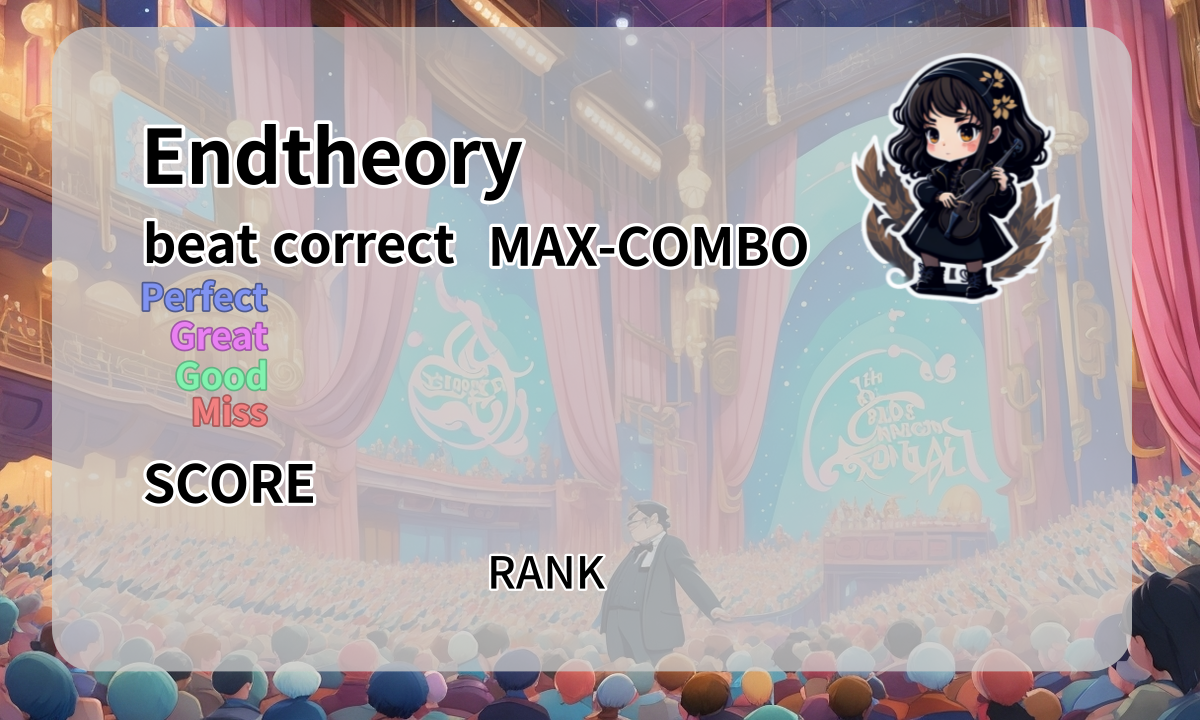 Endtheory
beat correct MAX-COMBO
Perfect
Great
Good
Miss
SCORE
RANK